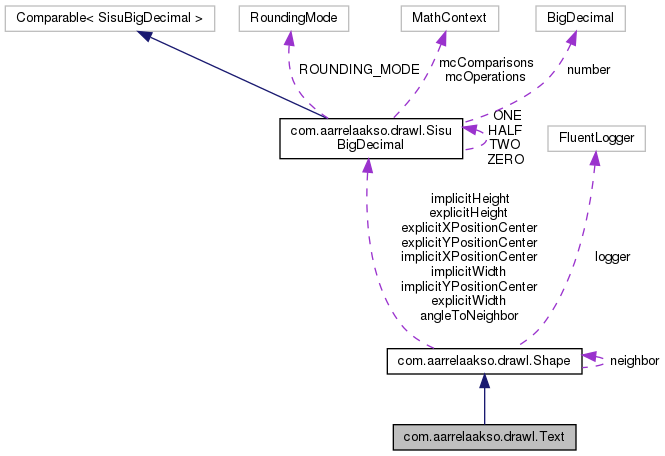 Comparable< SisuBigDecimal >
RoundingMode
MathContext
BigDecimal
ROUNDING_MODE
mcComparisons
mcOperations
number
com.aarrelaakso.drawl.Sisu
BigDecimal
ONE
HALF
TWO
ZERO
FluentLogger
implicitHeight
explicitHeight
explicitXPositionCenter
explicitYPositionCenter
implicitXPositionCenter
implicitWidth
implicitYPositionCenter
explicitWidth
angleToNeighbor
logger
com.aarrelaakso.drawl.Shape
neighbor
com.aarrelaakso.drawl.Text